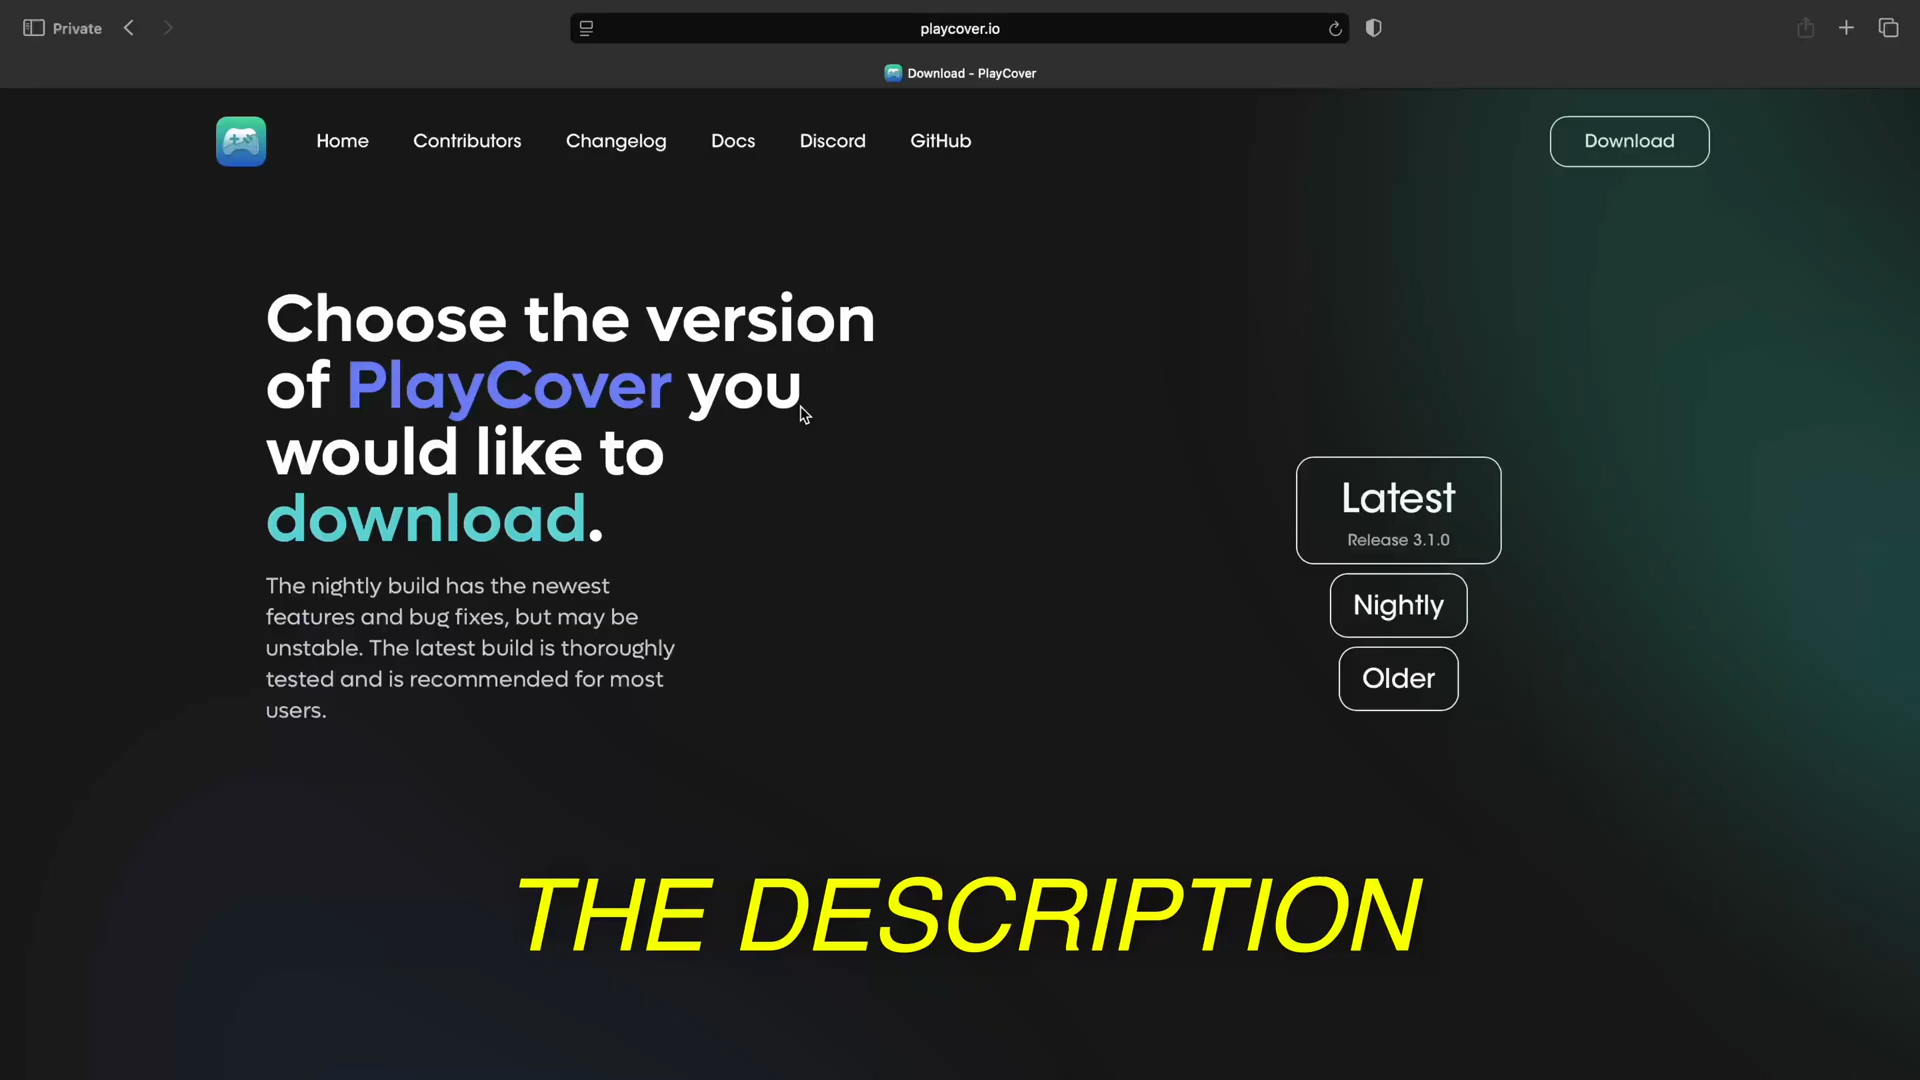 Private
playcover.io
Download - PlayCover
Home
Contributors
Changelog
Docs
Discord
GitHub
Download
Choose the version
of PlayCover you
would like to
download.
The nightly build has the newest
features and bug fixes, but may be
unstable. The latest build is thoroughly
tested and is recommended for most
users.
Latest
Release 3.1.0
Nightly
Older
THE DESCRIPTION